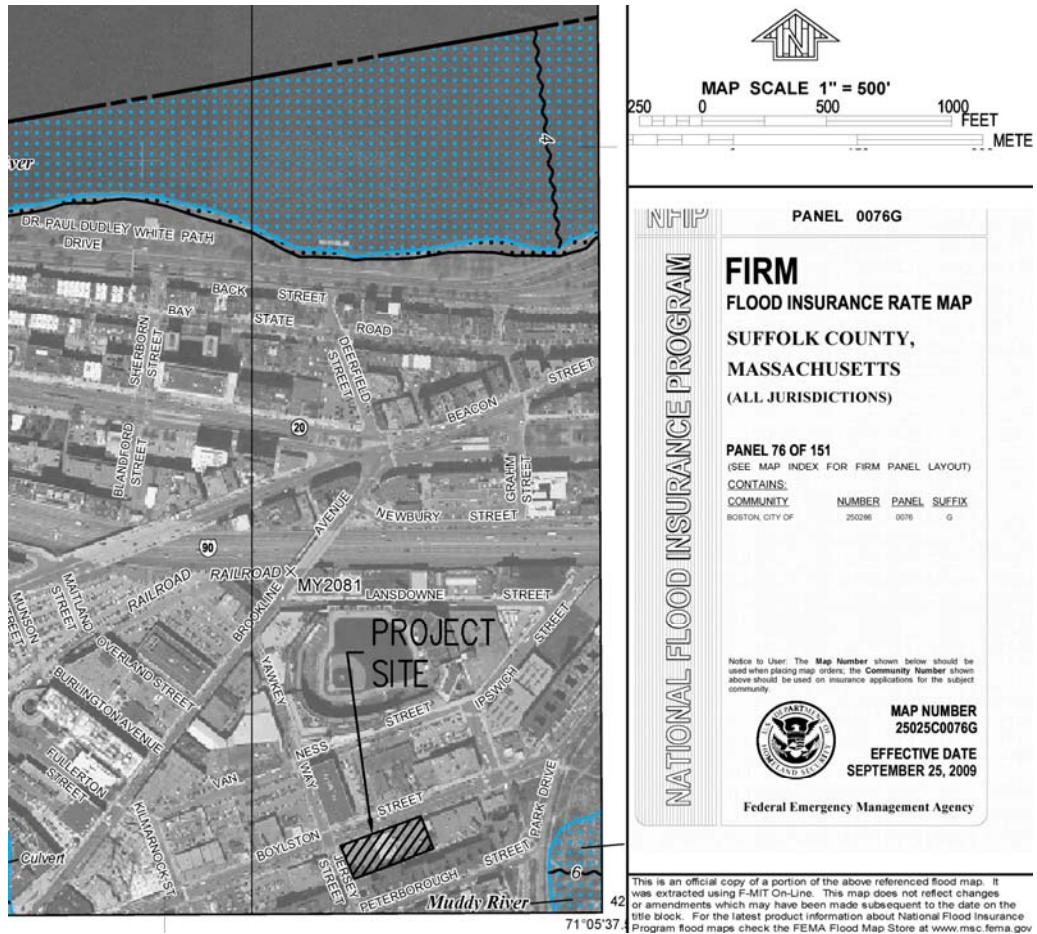 4
ver
DR. PAUL DUDLEY WHITE PATH
DRIVE
BACK STREET
BAY STATE ROAD
SHERBORN
STREET
DEERFIELD
STREET
BEACON STREET
20
BLANDFORD
STREET
GRAHM
STREET
NEWBURY STREET
AVENUE
90
RAILROAD RAILROAD
MY2081
LANSDOWNE STREET
MAITLAND
STREET
MUNSON
STREET
BROOKLINE
PROJECT
SITE
OVERLAND STREET
YAWKEY
IPSWICH STREET
BURLINGTON AVENUE
VAN NESS STREET
WAY
FULLERTON
STREET
KILMARNOCK ST
BOYLSTON STREET
PARK DRIVE
JERSEY
STREET
PETERBOROUGH STREET
Culvert
6
Muddy River
42
71°05'37.
N
MAP SCALE 1" = 500'
250 0 500 1000
FEET
METE
NFIP
NATIONAL FLOOD INSURANCE PROGRAM
PANEL 0076G
FIRM
FLOOD INSURANCE RATE MAP
SUFFOLK COUNTY,
MASSACHUSETTS
(ALL JURISDICTIONS)
PANEL 76 OF 151
(SEE MAP INDEX FOR FIRM PANEL LAYOUT)
CONTAINS:
COMMUNITY NUMBER PANEL SUFFIX
BOSTON, CITY OF 250286 0076 G
Notice to User: The Map Number shown below should be
used when placing map orders; the Community Number shown
above should be used on insurance applications for the subject
community.
U.S. DEPARTMENT OF
HOMELAND SECURITY
MAP NUMBER
25025C0076G
EFFECTIVE DATE
SEPTEMBER 25, 2009
Federal Emergency Management Agency
This is an official copy of a portion of the above referenced flood map. It
was extracted using F-MIT On-Line. This map does not reflect changes
or amendments which may have been made subsequent to the date on the
title block. For the latest product information about National Flood Insurance
Program flood maps check the FEMA Flood Map Store at www.msc.fema.gov